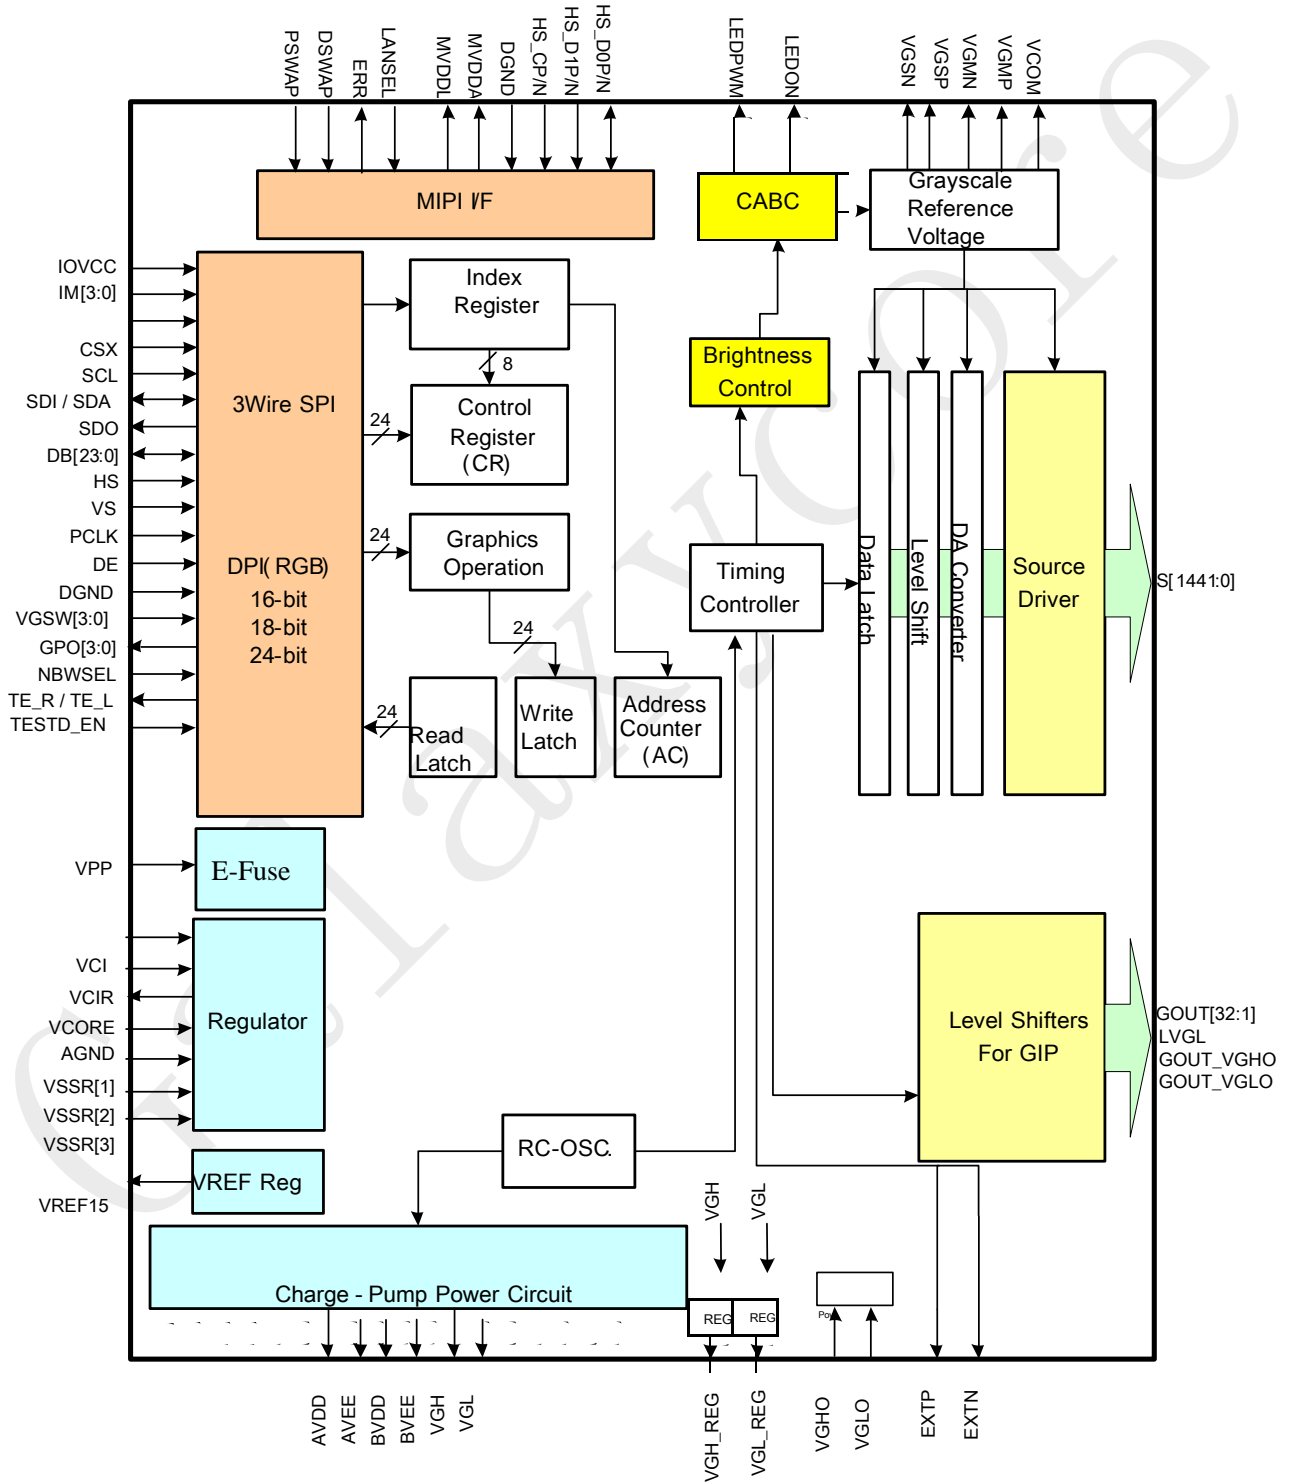 PSWAP
DSWAP
ERR
LANSEL
MVDDL
MVDDA
DGND
HS_CP/N
HS_D1P/N
HS_D0P/N
LEDPWM
LEDON
VGSN
VGSP
VGMN
VGMP
VCOM
MIPI I/F
CABC
Grayscale
Reference
Voltage
IOVCC
IM[3:0]
CSX
SCL
SDI / SDA
SDO
DB[23:0]
HS
VS
PCLK
DE
DGND
VGSW[3:0]
GPO[3:0]
NBWSEL
TE_R / TE_L
TESTD_EN
3Wire SPI
DPI( RGB)
16-bit
18-bit
24-bit
Index
Register
8
24
Control
Register
(CR)
24
Graphics
Operation
24
24
Read
Latch
Write
Latch
Address
Counter
(AC)
Brightness
Control
Timing
Controller
Data Latch
Level Shift
DA Converter
Source
Driver
S[1441:0]
VPP
E-Fuse
VCI
VCIR
VCORE
AGND
VSSR[1]
VSSR[2]
VSSR[3]
Regulator
VREF15
VREF Reg
RC-OSC.
Level Shifters
For GIP
GOUT[32:1]
LVGL
GOUT_VGHO
GOUT_VGLO
Charge - Pump Power Circuit
VGH
VGL
REG
REG
AVDD
AVEE
BVDD
BVEE
VGH
VGL
VGH_REG
VGL_REG
VGHO
VGLO
EXTP
EXTN
Galaxycore